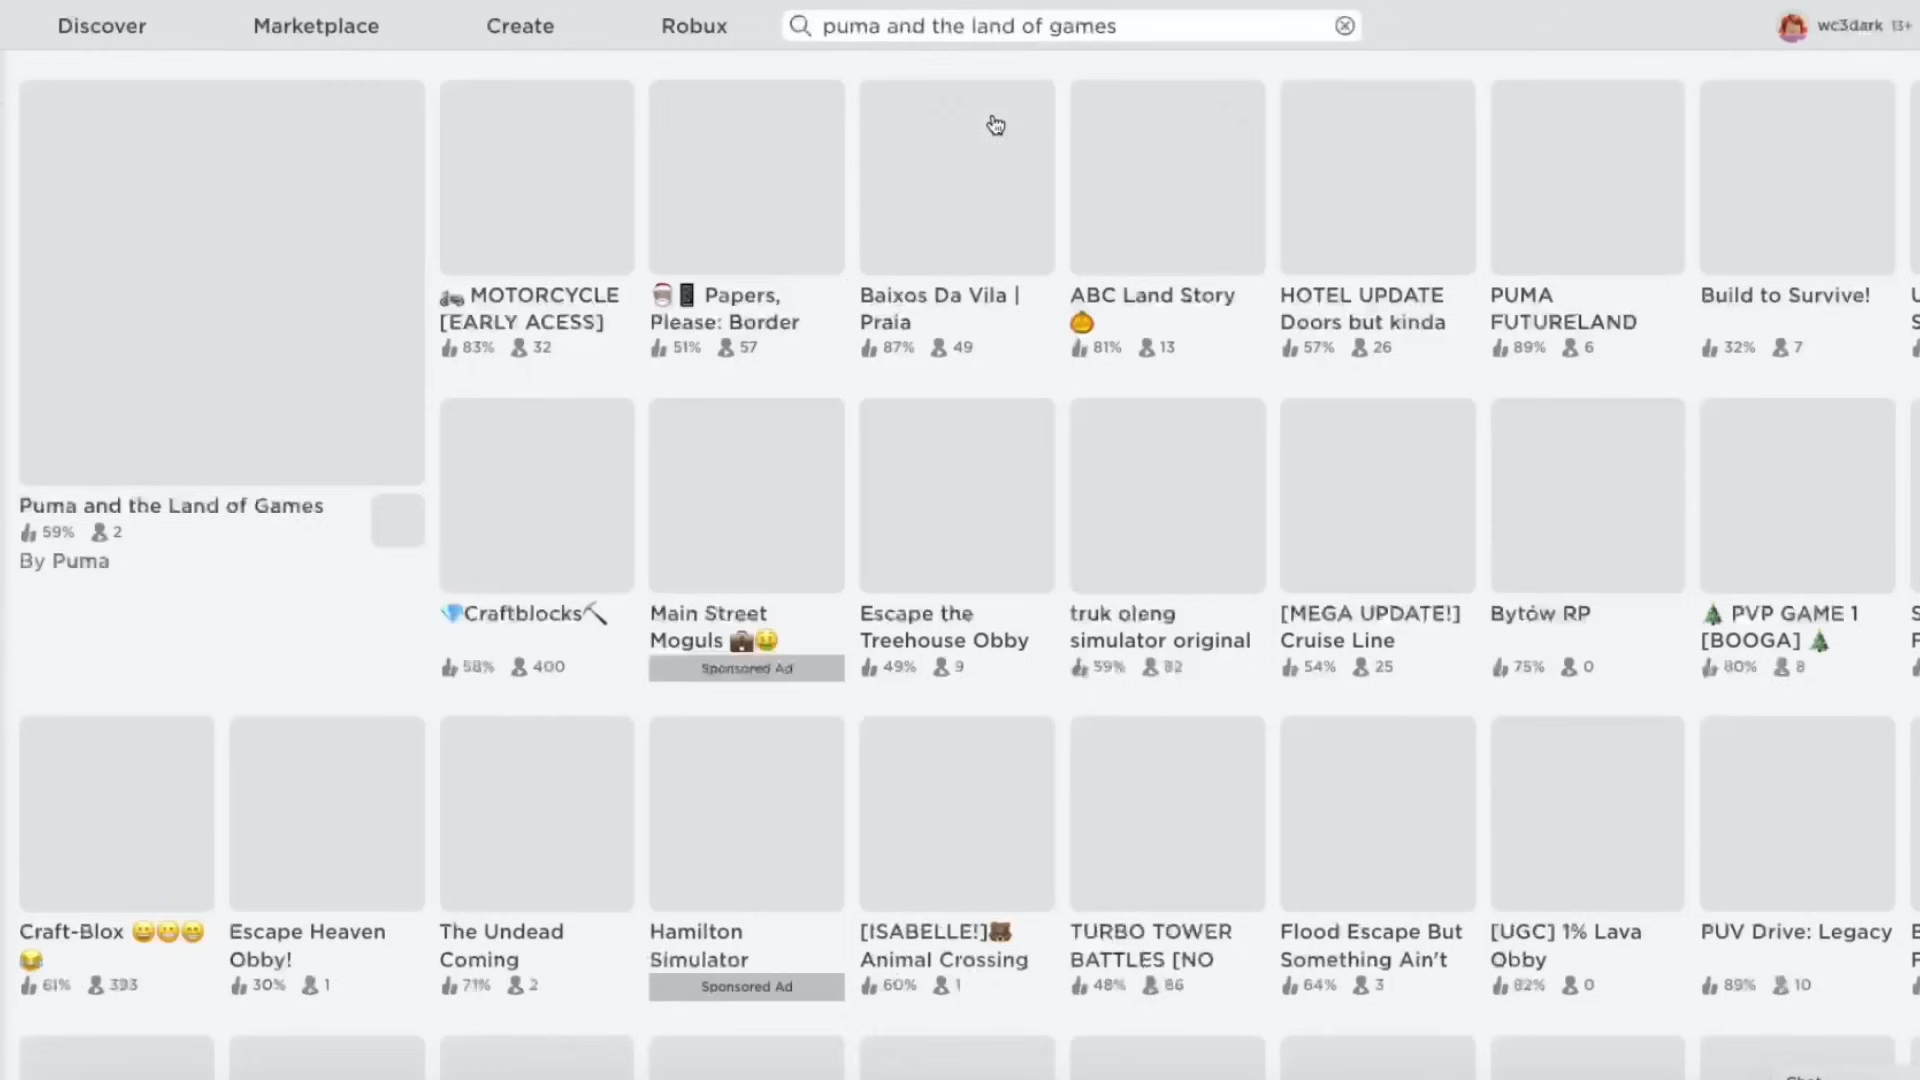 Discover Marketplace Create Robux puma and the land of games wc3dark 13+
Puma and the Land of Games
59% 2
By Puma
🏍 MOTORCYCLE
[EARLY ACESS]
83% 32
🎅📱 Papers,
Please: Border
51% 57
Baixos Da Vila |
Praia
87% 49
ABC Land Story
🎃
81% 13
HOTEL UPDATE
Doors but kinda
57% 26
PUMA
FUTURELAND
89% 6
Build to Survive!
32% 7
💎Craftblocks⛏
58% 400
Main Street
Moguls 💼🤑
Sponsored Ad
Escape the
Treehouse Obby
49% 9
truk oleng
simulator original
59% 82
[MEGA UPDATE!]
Cruise Line
54% 25
Bytów RP
75% 0
🎄 PVP GAME 1
[BOOGA] 🎄
80% 8
Craft-Blox 😀😁😁
😂
61% 393
Escape Heaven
Obby!
30% 1
The Undead
Coming
71% 2
Hamilton
Simulator
Sponsored Ad
[ISABELLE!]🐻
Animal Crossing
60% 1
TURBO TOWER
BATTLES [NO
48% 86
Flood Escape But
Something Ain't
64% 3
[UGC] 1% Lava
Obby
82% 0
PUV Drive: Legacy
89% 10